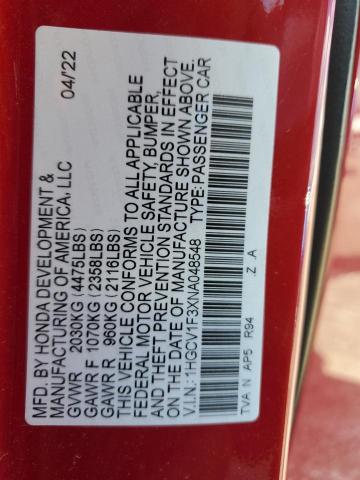 MFD. BY HONDA DEVELOPMENT & 04/22
MANUFACTURING OF AMERICA, LLC
GVWR 2030KG (4475LBS)
GAWR F 1070KG (2358LBS)
GAWR R 960KG (2116LBS)
THIS VEHICLE CONFORMS TO ALL APPLICABLE
FEDERAL MOTOR VEHICLE SAFETY, BUMPER,
AND THEFT PREVENTION STANDARDS IN EFFECT
ON THE DATE OF MANUFACTURE SHOWN ABOVE.
V.I.N.: 1HGCV1F3XNA048548 TYPE: PASSENGER CAR
TVA N AP5 R94 .Z .A